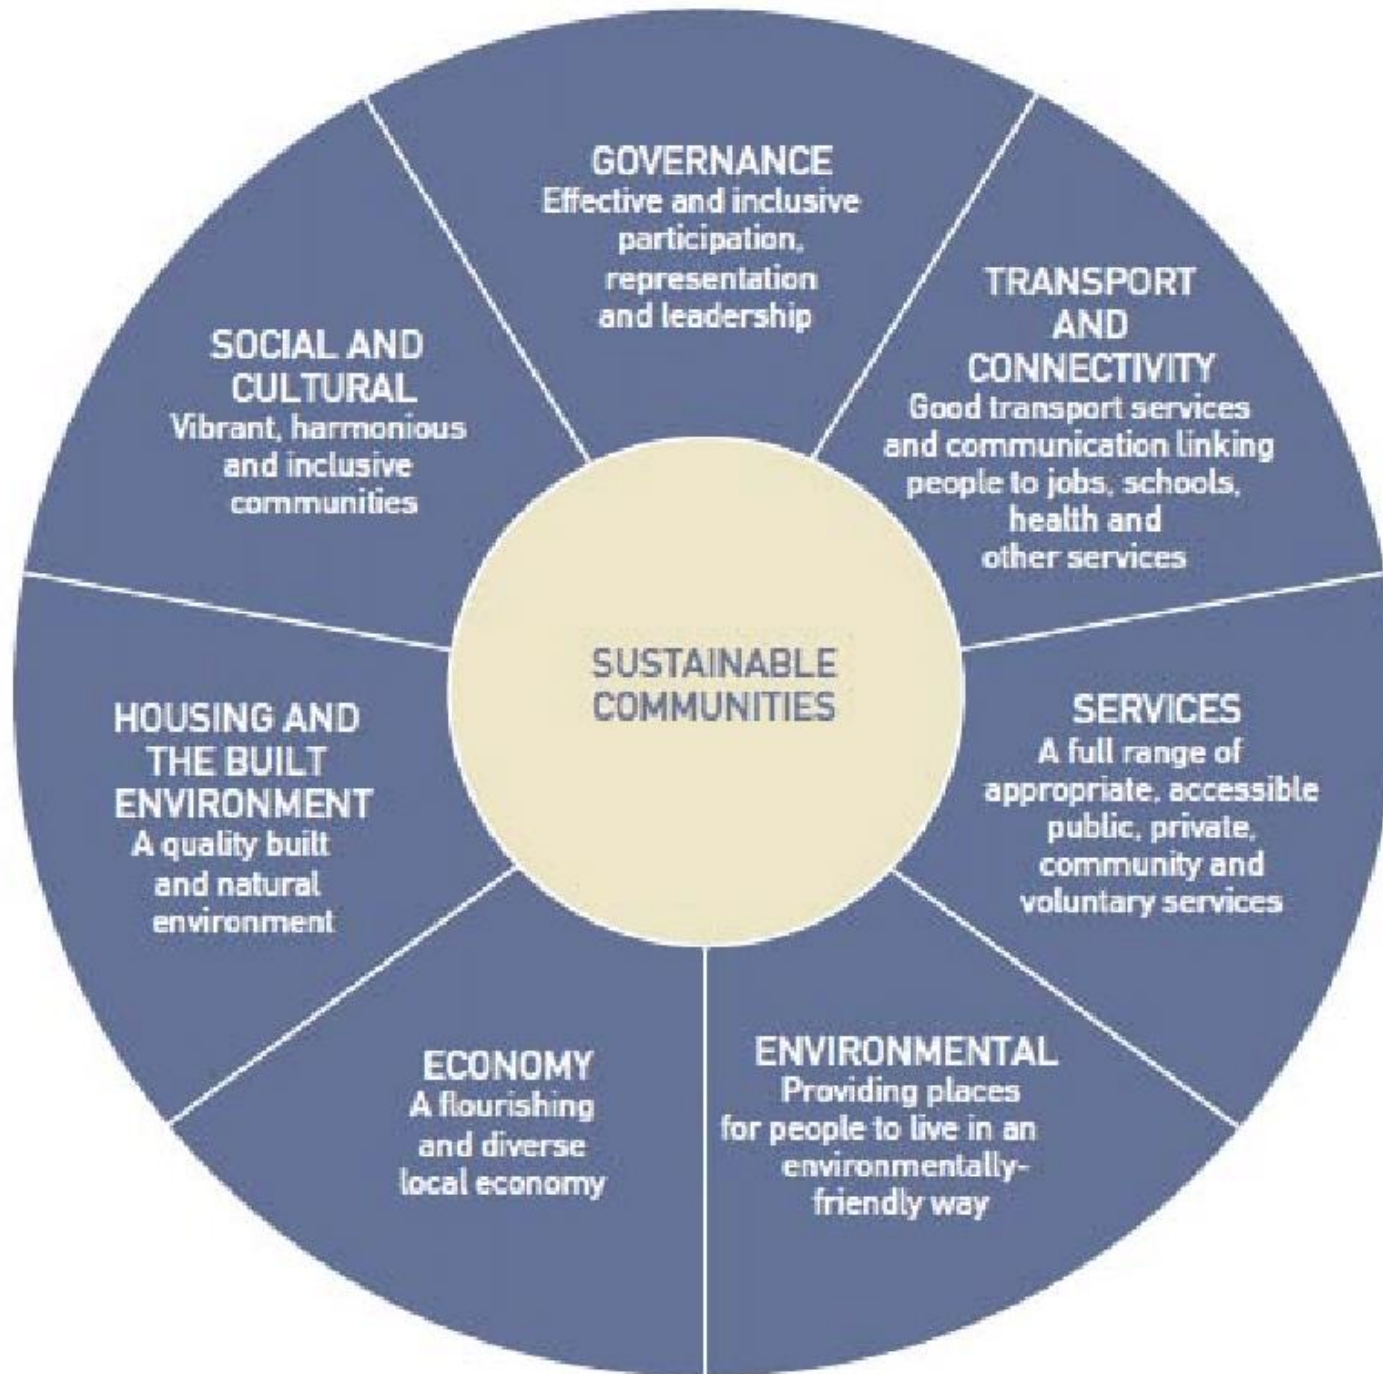 GOVERNANCE
Effective and inclusive
participation,
representation
and leadership
TRANSPORT
AND
CONNECTIVITY
Good transport services
and communication linking
people to jobs, schools,
health and
other services
SERVICES
A full range of
appropriate, accessible
public, private,
community and
voluntary services
ENVIRONMENTAL
Providing places
for people to live in an
environmentally-
friendly way
ECONOMY
A flourishing
and diverse
local economy
HOUSING AND
THE BUILT
ENVIRONMENT
A quality built
and natural
environment
SOCIAL AND
CULTURAL
Vibrant, harmonious
and inclusive
communities
SUSTAINABLE
COMMUNITIES